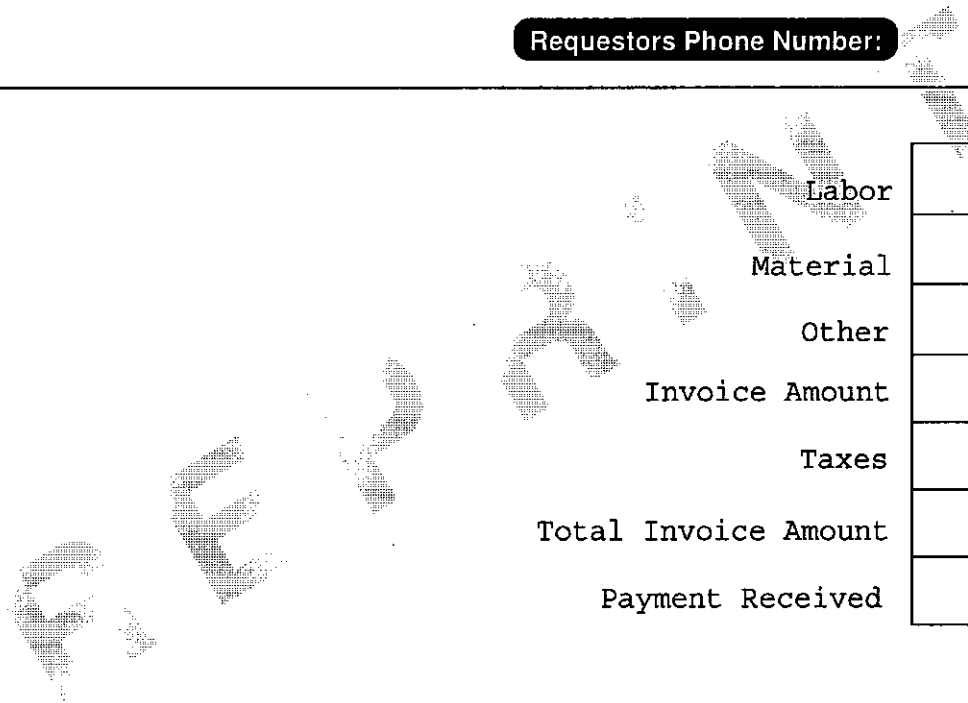 Requestors Phone Number:
Labor
Material
Other
Invoice Amount
Taxes
Total Invoice Amount
Payment Received